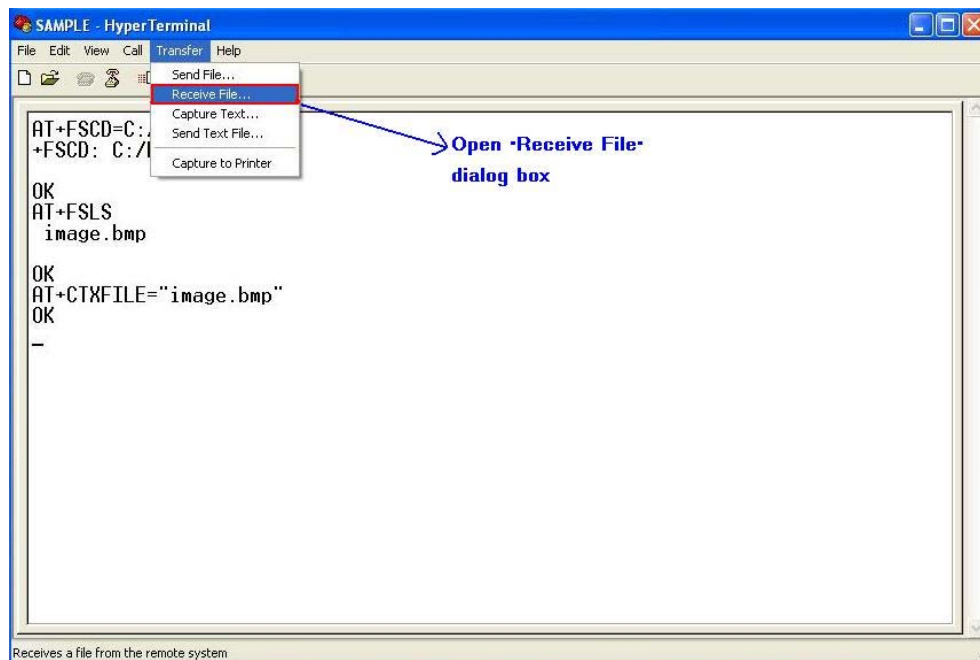 SAMPLE - HyperTerminal
File Edit View Call Transfer Help
Send File...
Receive File...
Capture Text...
Send Text File...
Capture to Printer
AT+FSCD=C:/
+FSCD: C:/
OK
AT+FSLS
image.bmp
OK
AT+CTXFILE="image.bmp"
OK
Open -Receive File-
dialog box
Receives a file from the remote system